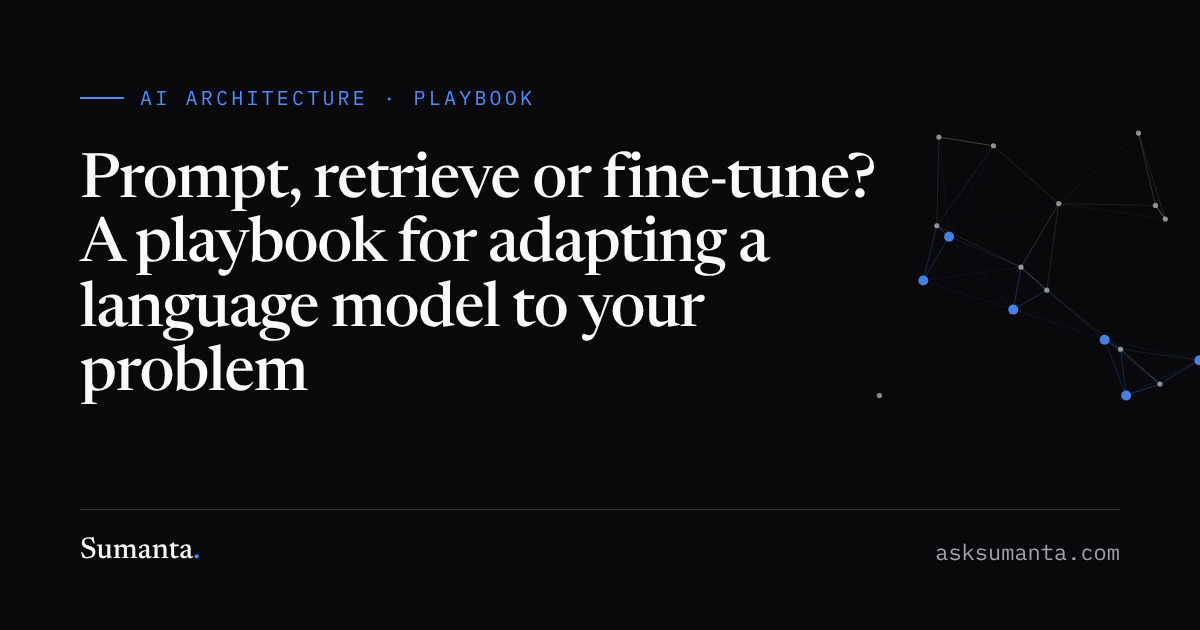 AI ARCHITECTURE · PLAYBOOK
Prompt, retrieve or fine-tune?
A playbook for adapting a
language model to your
problem
Sumanta.
asksumanta.com